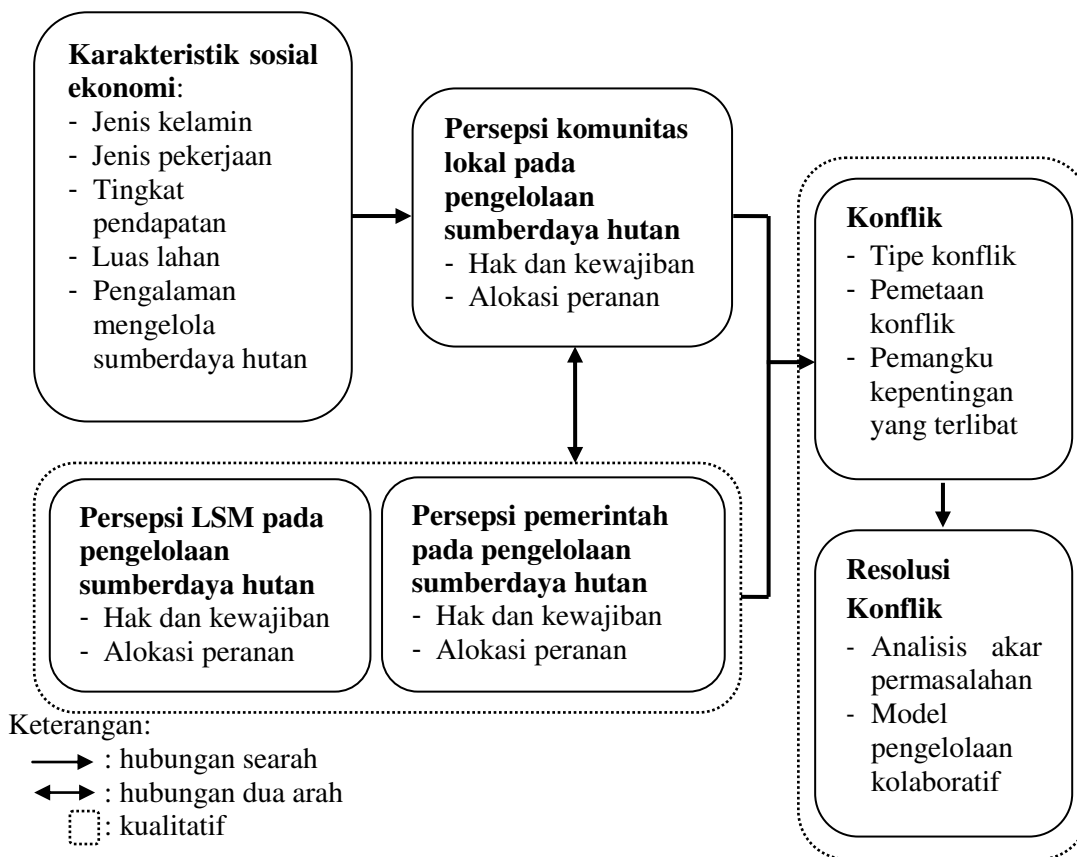 Karakteristik sosial
ekonomi:
- Jenis kelamin
- Jenis pekerjaan
- Tingkat
pendapatan
- Luas lahan
- Pengalaman
mengelola
sumberdaya hutan
Persepsi komunitas
lokal pada
pengelolaan
sumberdaya hutan
- Hak dan kewajiban
- Alokasi peranan
Konflik
- Tipe konflik
- Pemetaan
konflik
- Pemangku
kepentingan
yang terlibat
Persepsi LSM pada
pengelolaan
sumberdaya hutan
- Hak dan kewajiban
- Alokasi peranan
Persepsi pemerintah
pada pengelolaan
sumberdaya hutan
- Hak dan kewajiban
- Alokasi peranan
Resolusi
Konflik
- Analisis akar
permasalahan
- Model
pengelolaan
kolaboratif
Keterangan:
: hubungan searah
: hubungan dua arah
: kualitatif